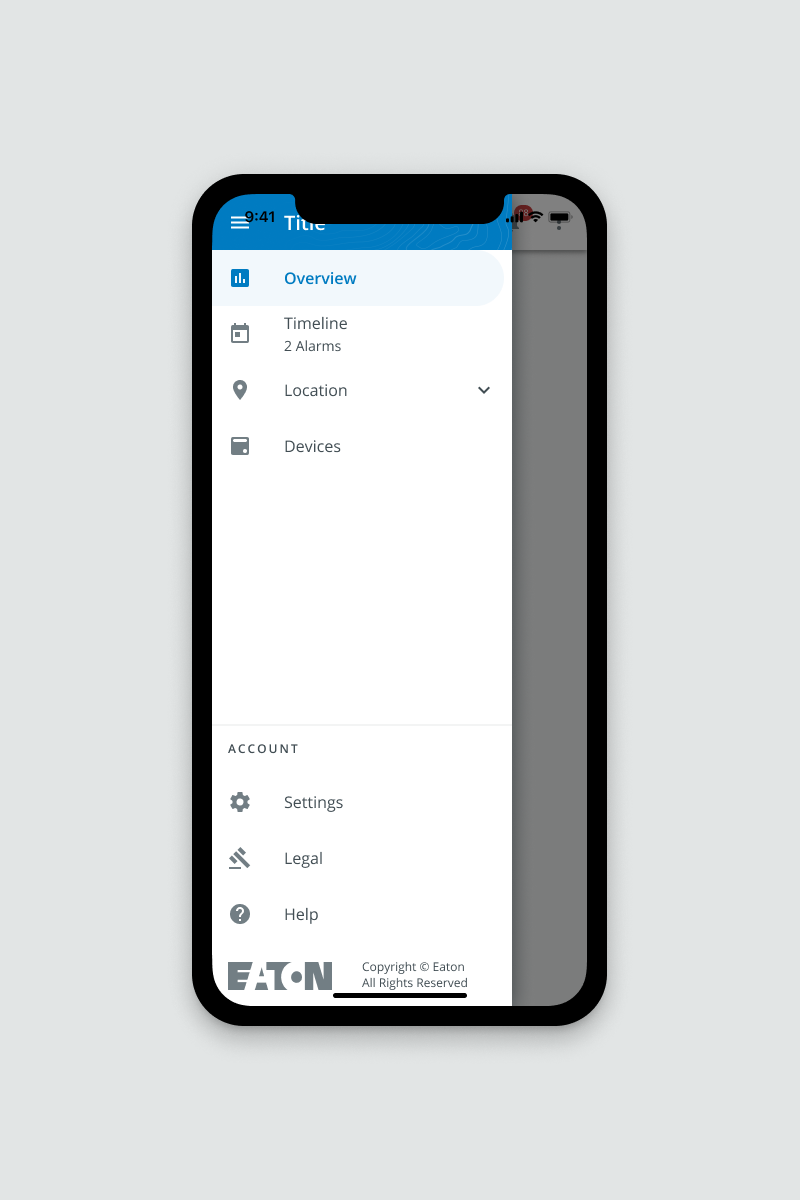 9:41
Title
Overview
Timeline
2 Alarms
Location
Devices
ACCOUNT
Settings
Legal
Help
EATON
Copyright © Eaton
All Rights Reserved